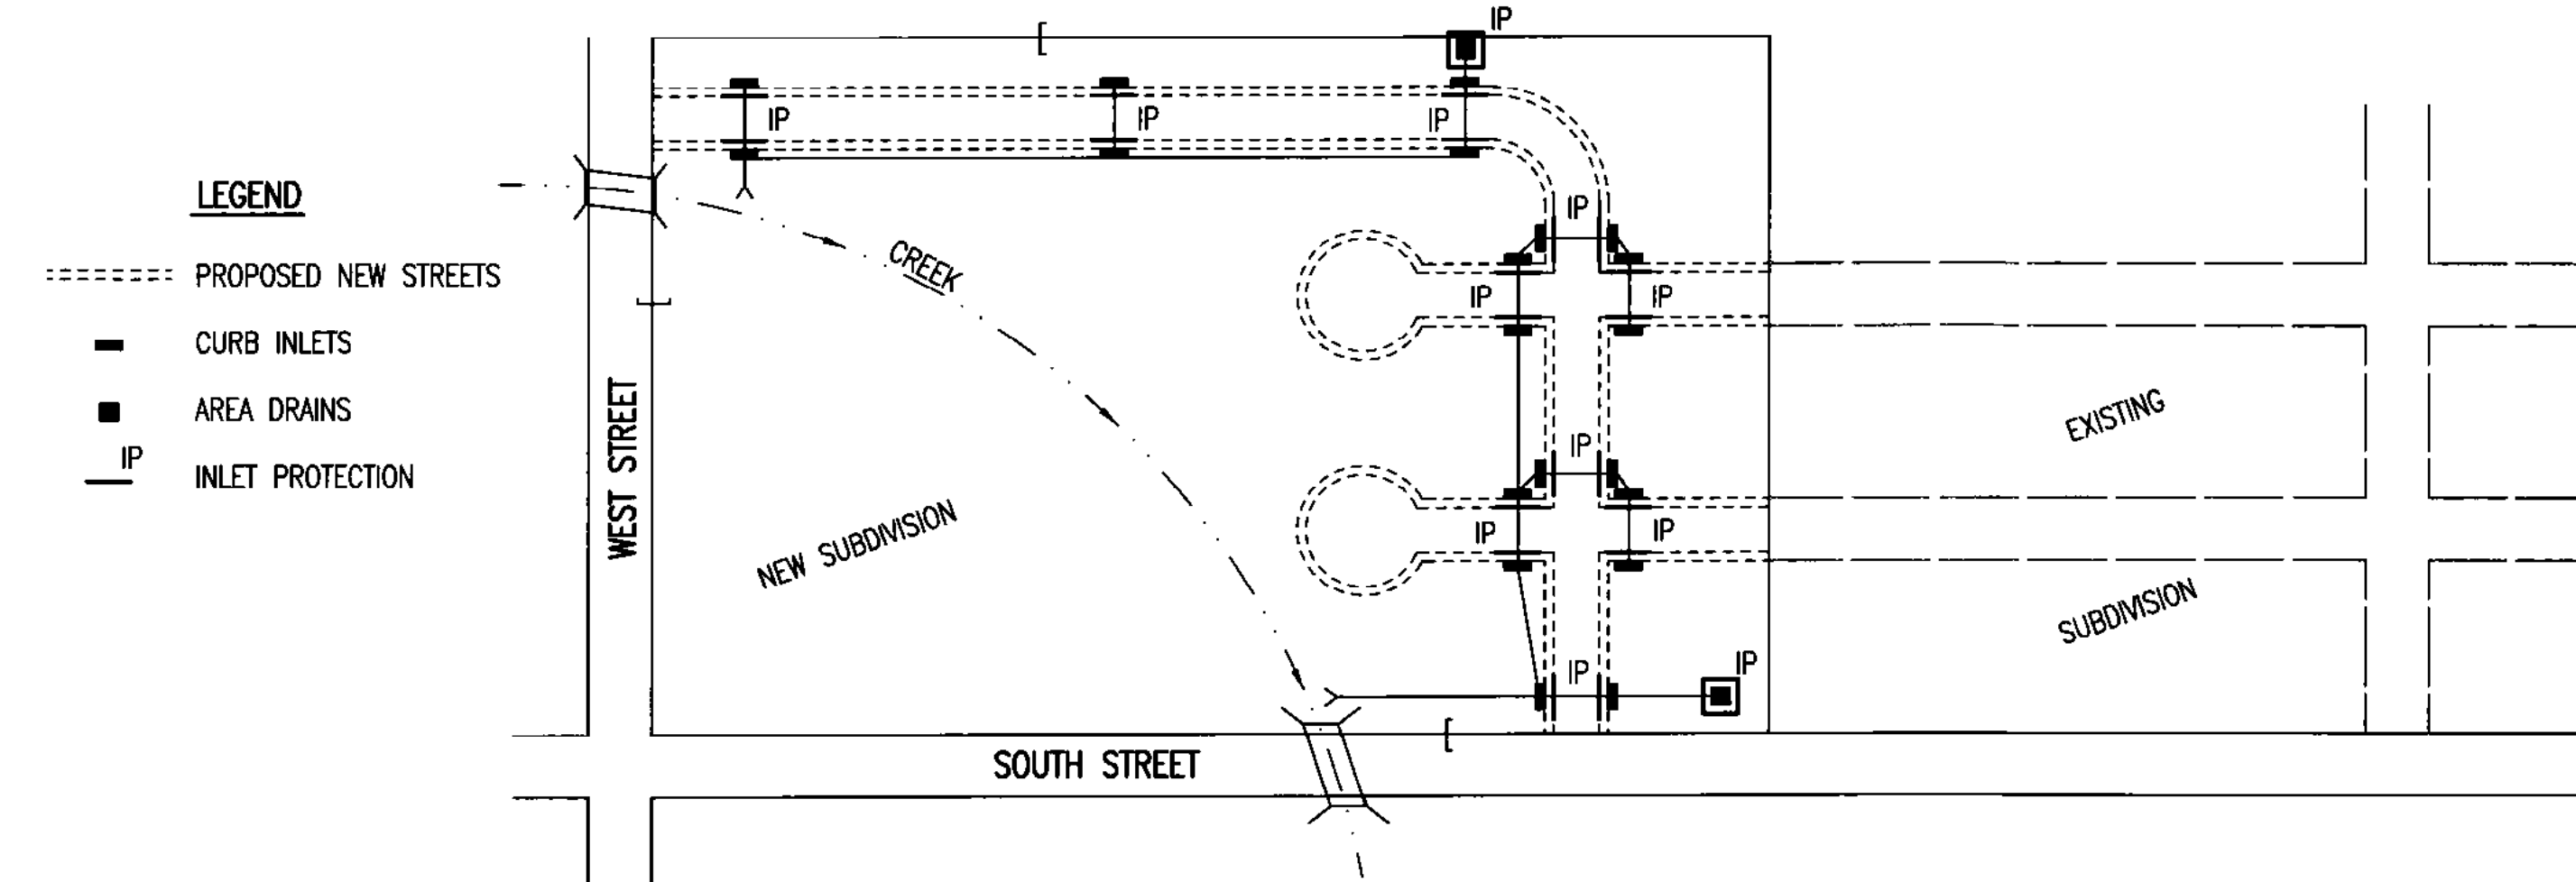 LEGEND
PROPOSED NEW STREETS
CURB INLETS
AREA DRAINS
IP
INLET PROTECTION
IP
IP
IP
IP
IP
IP
IP
CREEK
WEST STREET
NEW SUBDIVISION
IP
IP
IP
IP
IP
EXISTING
SUBDIVISION
SOUTH STREET